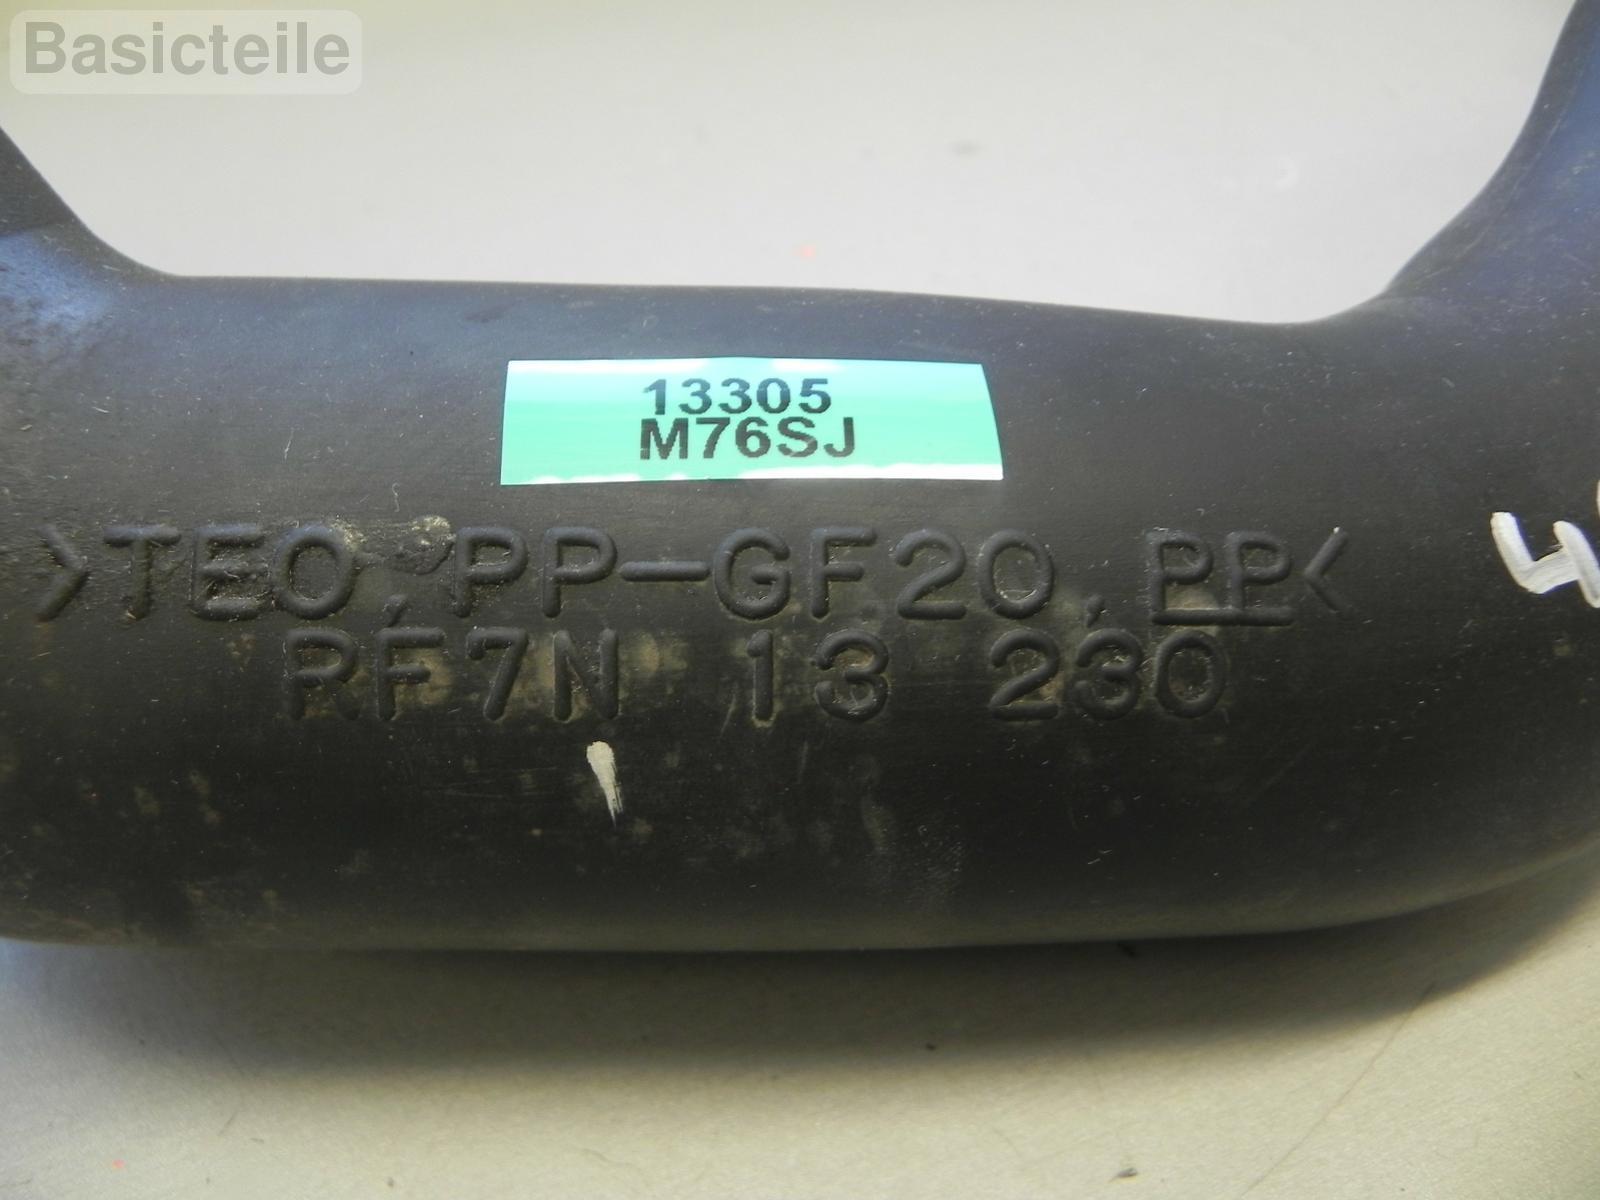 Basicteile
13305
M76SJ
>TEO, PP-GF20, PP<
RF7N 13 230